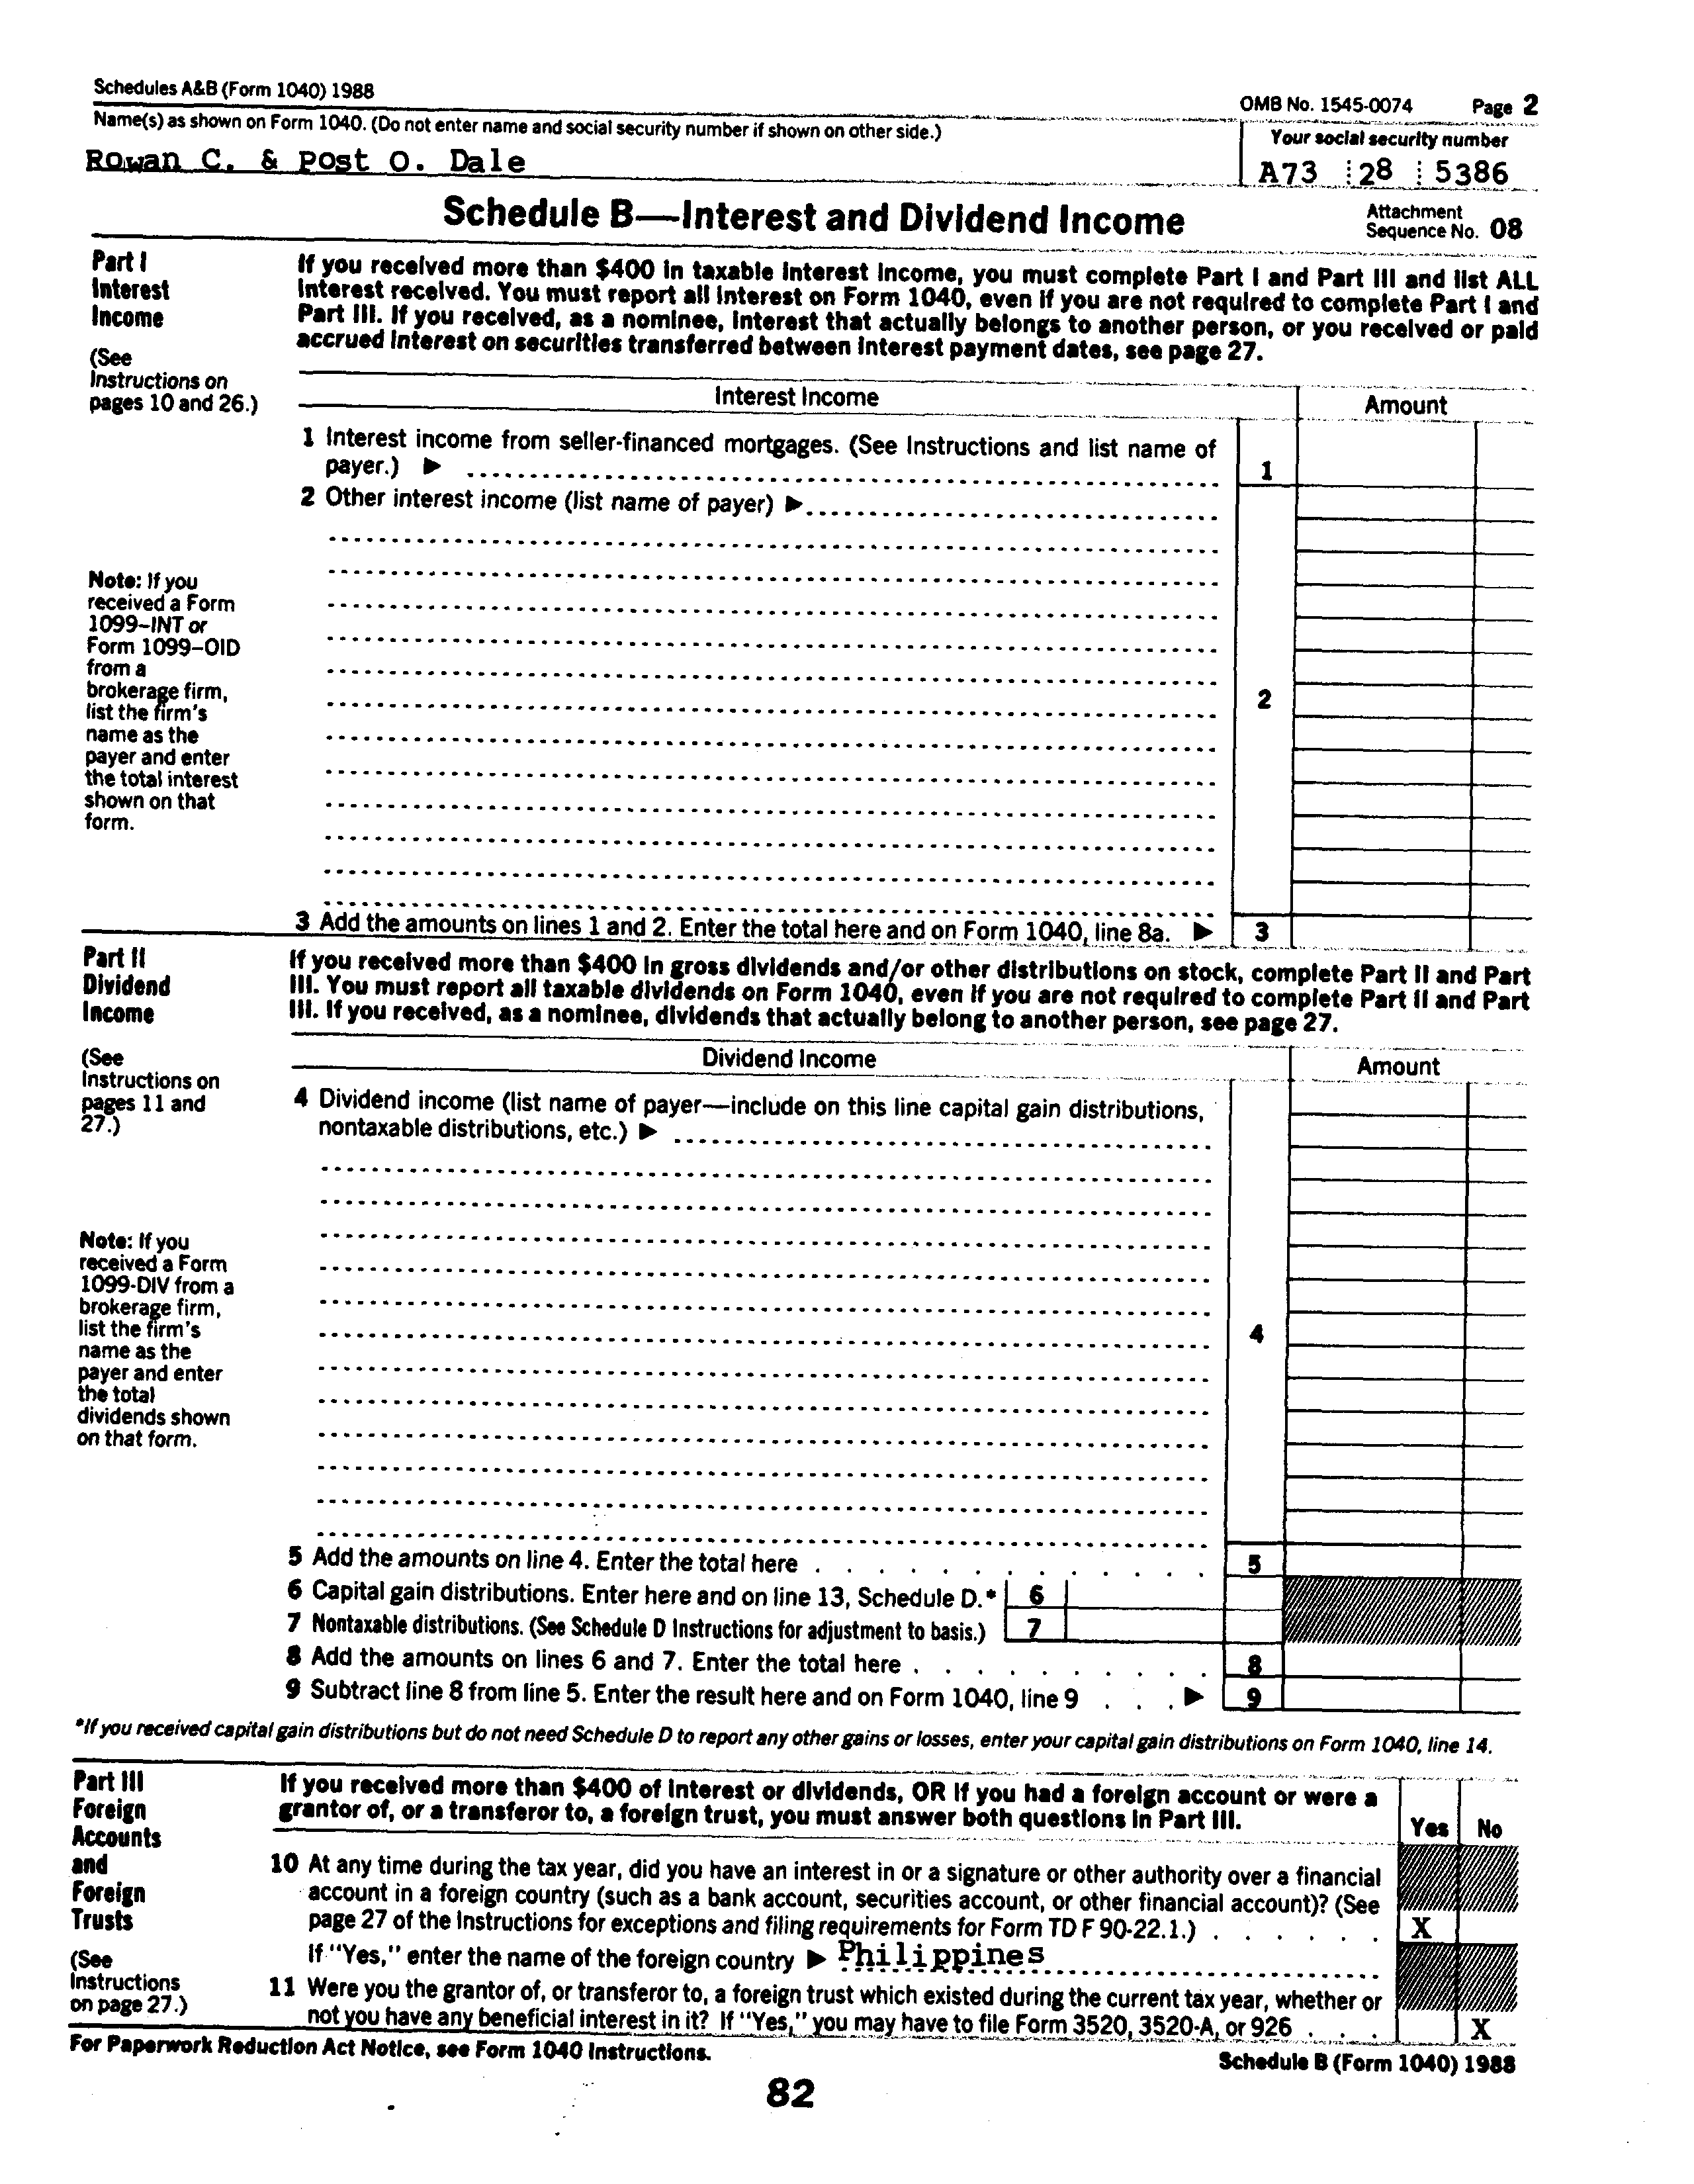 Schedules A&B (Form 1040) 1988
OMB No. 1545-0074 Page 2
Name(s) as shown on Form 1040. (Do not enter name and social security number if shown on other side.)
Your social security number
Rowan C. & Post O. Dale
A73 28 5386
Schedule B—Interest and Dividend Income
Attachment
Sequence No. 08
Part I
Interest
Income
(See
Instructions on
pages 10 and 26.)
If you received more than $400 in taxable interest income, you must complete Part I and Part III and list ALL
interest received. You must report all interest on Form 1040, even if you are not required to complete Part I and
Part III. If you received, as a nominee, interest that actually belongs to another person, or you received or paid
accrued interest on securities transferred between interest payment dates, see page 27.
Interest Income
Amount
1 Interest income from seller-financed mortgages. (See Instructions and list name of
payer.) ▶
1
2 Other interest income (list name of payer) ▶
Note: If you
received a Form
1099–INT or
Form 1099–OID
from a
brokerage firm,
list the firm's
name as the
payer and enter
the total interest
shown on that
form.
2
3 Add the amounts on lines 1 and 2. Enter the total here and on Form 1040, line 8a. ▶ 3
Part II
Dividend
Income
(See
Instructions on
pages 11 and
27.)
If you received more than $400 in gross dividends and/or other distributions on stock, complete Part II and Part
III. You must report all taxable dividends on Form 1040, even if you are not required to complete Part II and Part
III. If you received, as a nominee, dividends that actually belong to another person, see page 27.
Dividend Income
Amount
4 Dividend income (list name of payer—include on this line capital gain distributions,
nontaxable distributions, etc.) ▶
Note: If you
received a Form
1099-DIV from a
brokerage firm,
list the firm's
name as the
payer and enter
the total
dividends shown
on that form.
4
5 Add the amounts on line 4. Enter the total here . . . . . . . . . . . . 5
6 Capital gain distributions. Enter here and on line 13, Schedule D.* 6
7 Nontaxable distributions. (See Schedule D Instructions for adjustment to basis.) 7
8 Add the amounts on lines 6 and 7. Enter the total here . . . . . . . . . 8
9 Subtract line 8 from line 5. Enter the result here and on Form 1040, line 9 . . . ▶ 9
*If you received capital gain distributions but do not need Schedule D to report any other gains or losses, enter your capital gain distributions on Form 1040, line 14.
Part III
Foreign
Accounts
and
Foreign
Trusts
(See
Instructions
on page 27.)
If you received more than $400 of interest or dividends, OR if you had a foreign account or were a
grantor of, or a transferor to, a foreign trust, you must answer both questions in Part III.
Yes No
10 At any time during the tax year, did you have an interest in or a signature or other authority over a financial
account in a foreign country (such as a bank account, securities account, or other financial account)? (See
page 27 of the Instructions for exceptions and filing requirements for Form TD F 90-22.1.) . . . . . . X
If "Yes," enter the name of the foreign country ▶ Philippines
11 Were you the grantor of, or transferor to, a foreign trust which existed during the current tax year, whether or
not you have any beneficial interest in it? If "Yes," you may have to file Form 3520, 3520-A, or 926 . . . X
For Paperwork Reduction Act Notice, see Form 1040 Instructions.
Schedule B (Form 1040) 1988
82